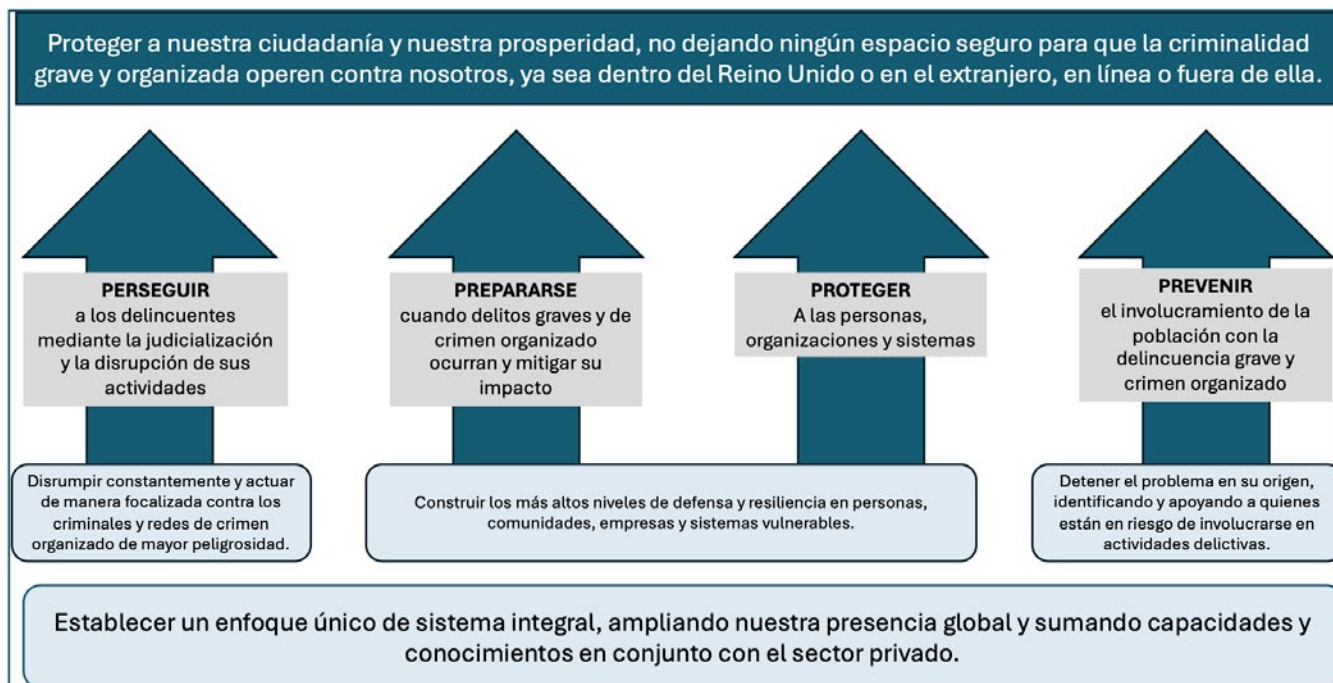 Proteger a nuestra ciudadanía y nuestra prosperidad, no dejando ningún espacio seguro para que la criminalidad
grave y organizada operen contra nosotros, ya sea dentro del Reino Unido o en el extranjero, en línea o fuera de ella.
PERSEGUIR
a los delincuentes
mediante la judicialización
y la disrupción de sus
actividades
PREPARARSE
cuando delitos graves y de
crimen organizado
ocurran y mitigar su
impacto
PROTEGER
A las personas,
organizaciones y sistemas
PREVENIR
el involucramiento de la
población con la
delincuencia grave y
crimen organizado
Disrumpir constantemente y actuar
de manera focalizada contra los
criminales y redes de crimen
organizado de mayor peligrosidad.
Construir los más altos niveles de defensa y resiliencia en personas,
comunidades, empresas y sistemas vulnerables.
Detener el problema en su origen,
identificando y apoyando a quienes
están en riesgo de involucrarse en
actividades delictivas.
Establecer un enfoque único de sistema integral, ampliando nuestra presencia global y sumando capacidades y
conocimientos en conjunto con el sector privado.